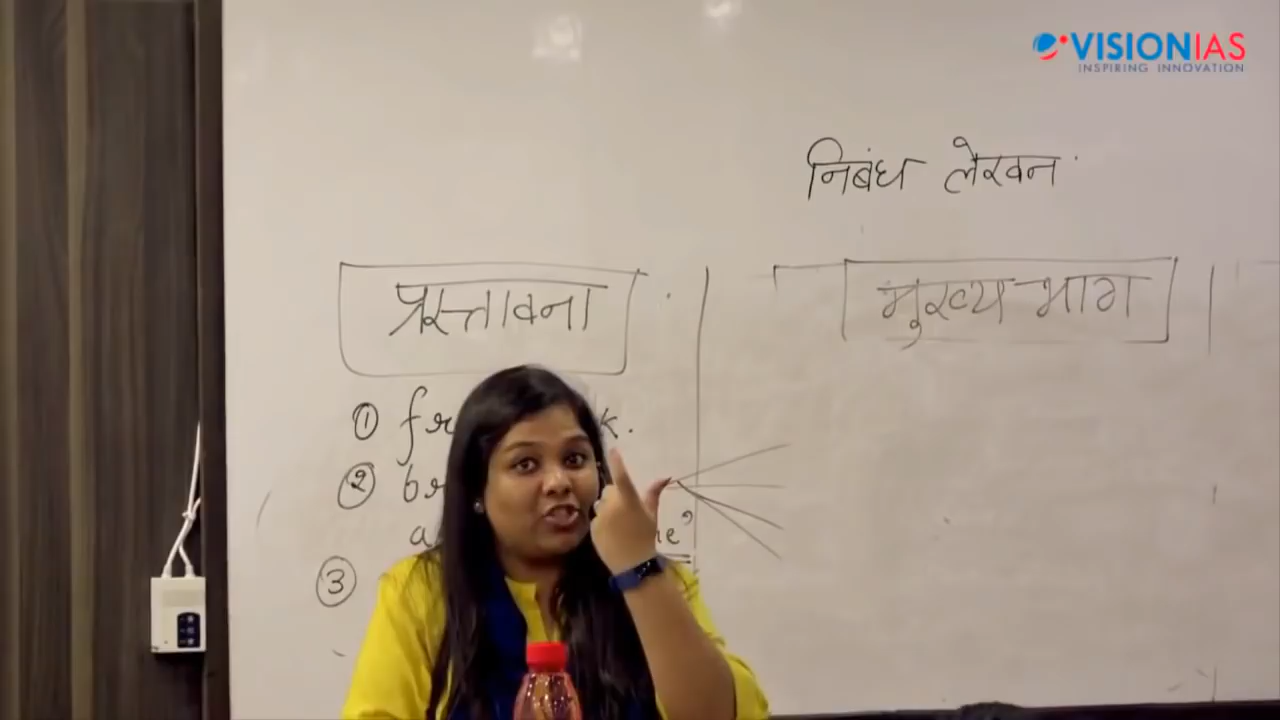 VISIONIAS
INSPIRING INNOVATION
निबंध लेखन
प्रस्तावना
मुख्य भाग
①
②
③